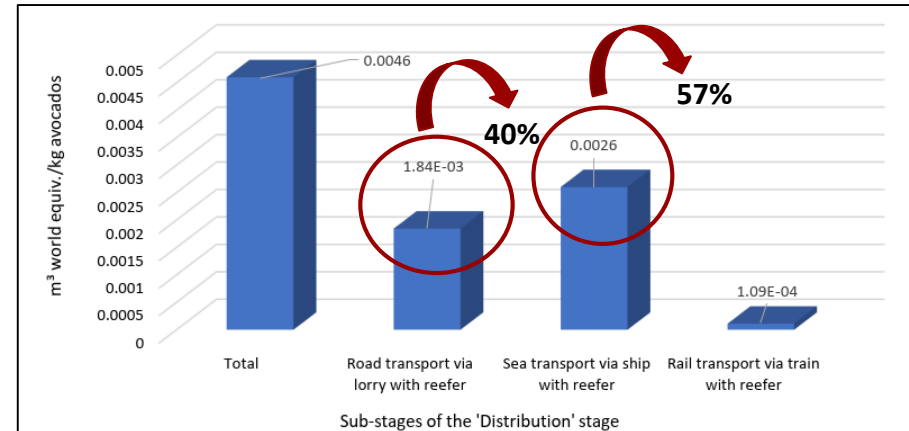 0.005
0.0045
0.004
0.0035
0.003
0.0025
0.002
0.0015
0.001
0.0005
0
m³ world equiv./kg avocados
0.0046
1.84E-03
40%
0.0026
57%
1.09E-04
Total
Road transport via
lorry with reefer
Sea transport via ship
with reefer
Rail transport via train
with reefer
Sub-stages of the 'Distribution' stage